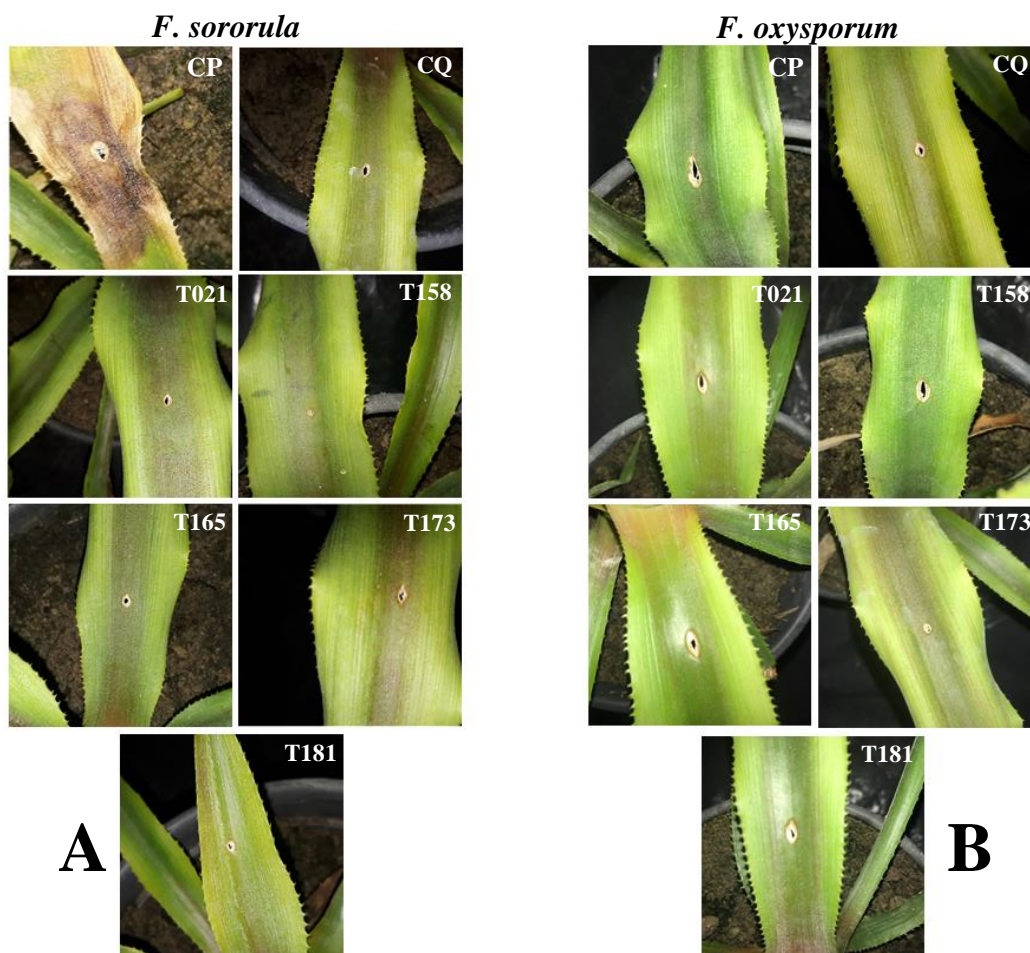 F. sororula
F. oxysporum
CP
CQ
CP
CQ
T021
T158
T021
T158
T165
T173
T165
T173
T181
T181
A
B